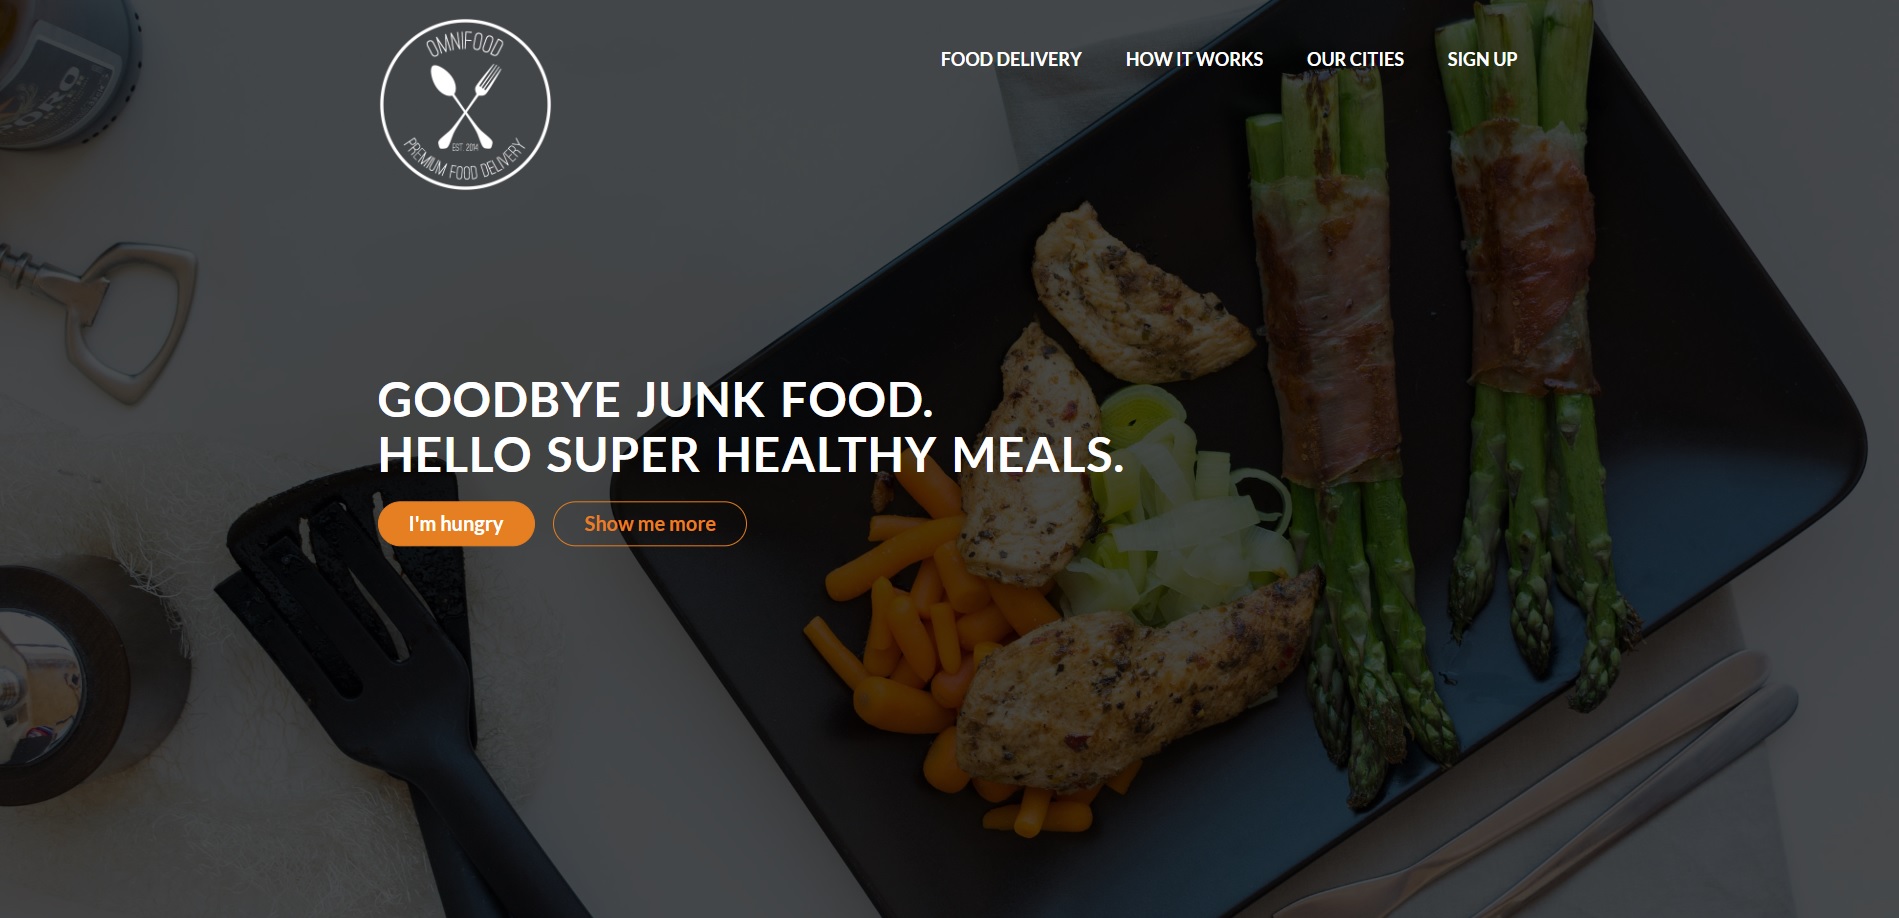 OMNIFOOD
EST. 2014
PREMIUM FOOD DELIVERY
FOOD DELIVERY HOW IT WORKS OUR CITIES SIGN UP
GOODBYE JUNK FOOD.
HELLO SUPER HEALTHY MEALS.
I'm hungry Show me more